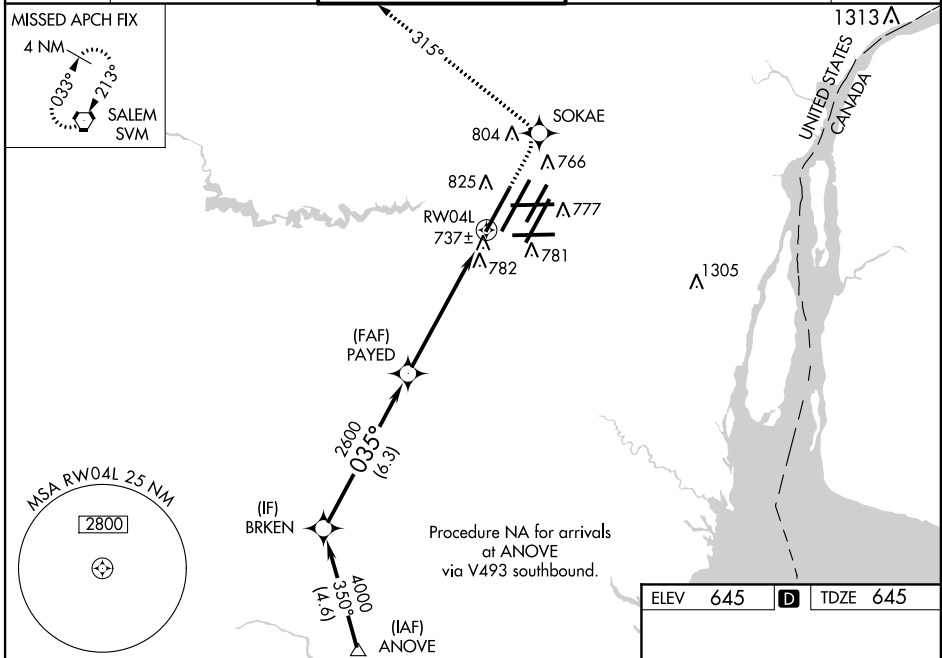 MISSED APCH FIX
4 NM
033°
213°
SALEM
SVM
315°
1313
UNITED STATES
CANADA
SOKAE
804
766
825
777
RW04L
737±
782
781
1305
(FAF)
PAYED
2600
035°
(6.3)
MSA RW04L 25 NM
2800
(IF)
BRKEN
Procedure NA for arrivals
at ANOVE
via V493 southbound.
4000
350°
(4.6)
(IAF)
ANOVE
ELEV 645 D TDZE 645